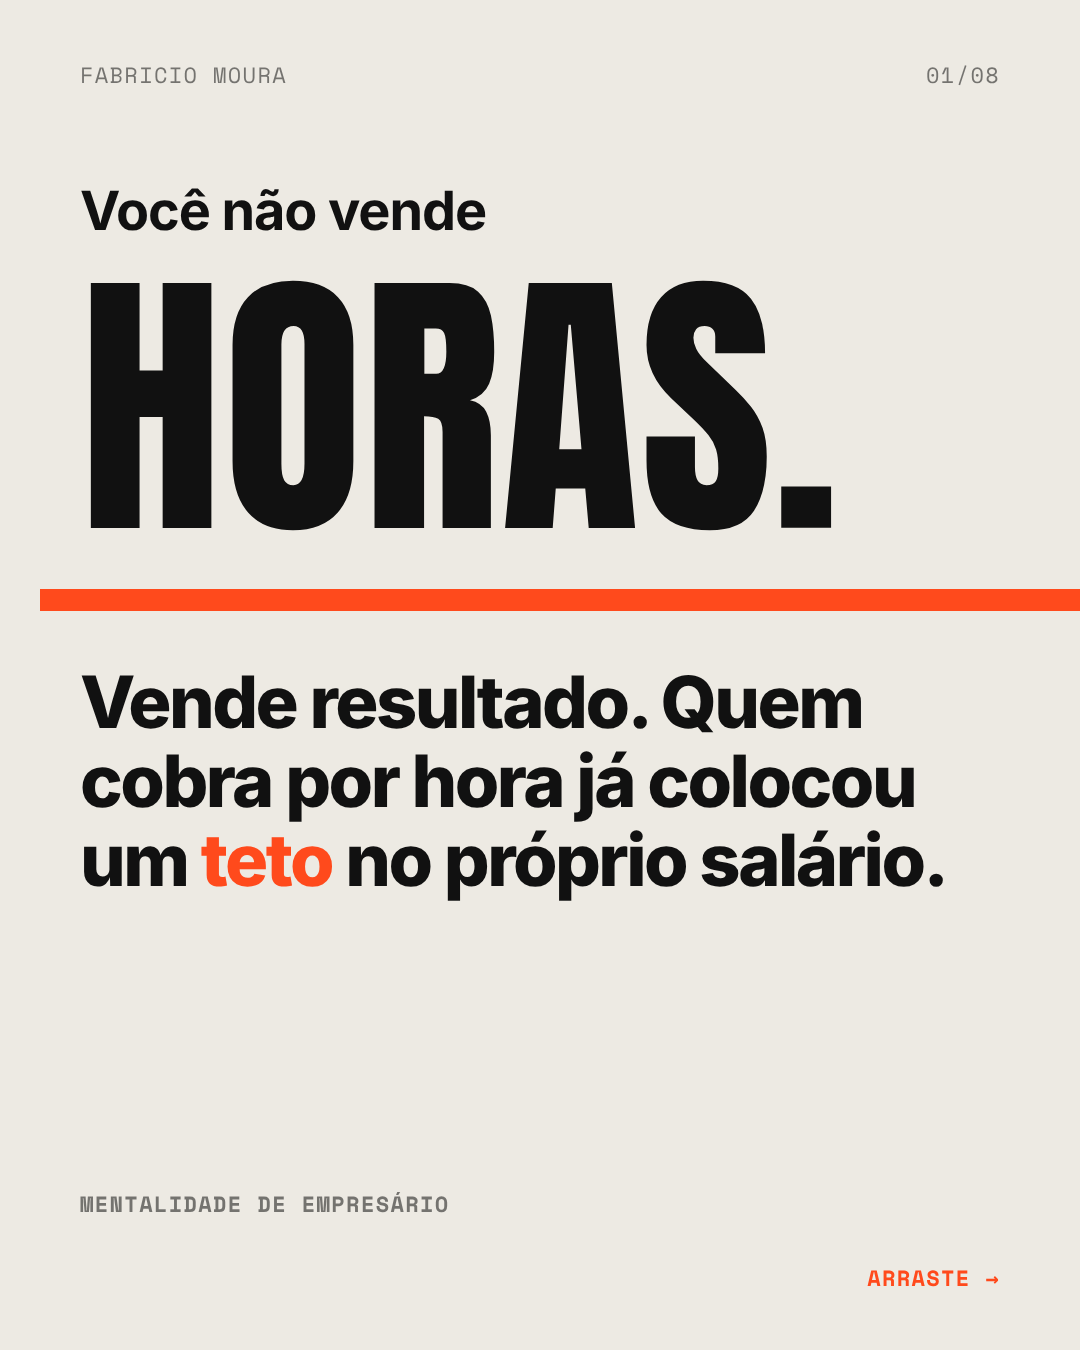 FABRICIO MOURA
01/08
Você não vende
HORAS.
Vende resultado. Quem
cobra por hora já colocou
um teto no próprio salário.
MENTALIDADE DE EMPRESÁRIO
ARRASTE →